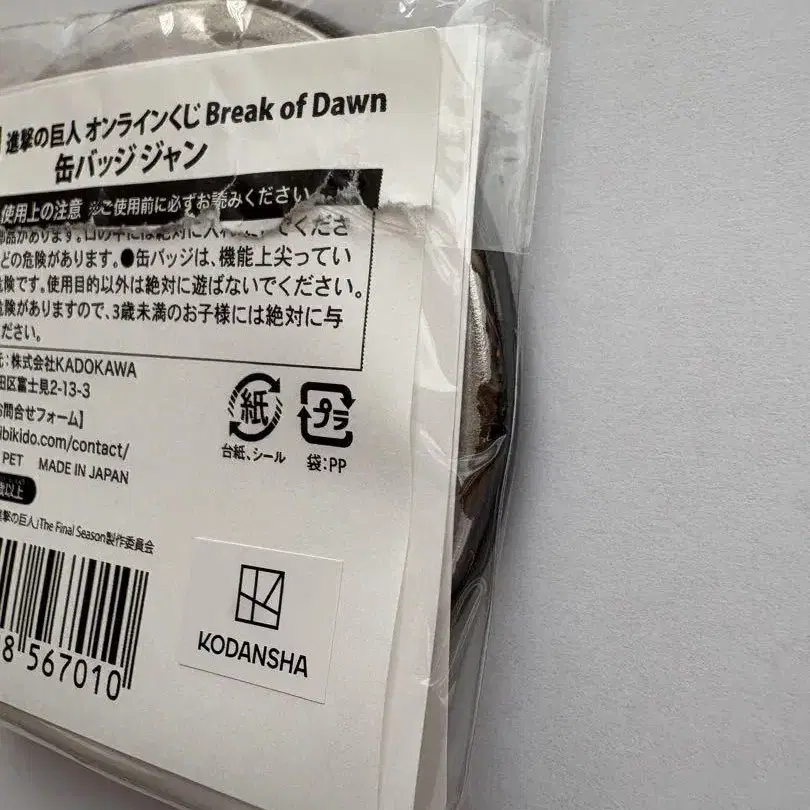 進撃の巨人 オンラインくじ Break of Dawn
缶バッジ ジャン
使用上の注意 ※ご使用前に必ずお読みください
部品があります。口の中には絶対に入れ てくださ
どの危険があります。●缶バッジは、機能上尖ってい
険です。使用目的以外は絶対に遊ばないでください。
危険がありますので、3歳未満のお子様には絶対に与
ださい。
元:株式会社KADOKAWA
田区富士見2-13-3
お問合せフォーム】
ibikido.com/contact/
PET MADE IN JAPAN
歳以上
紙
プラ
台紙、シール
袋:PP
進撃の巨人」The Final Season製作委員会
8 567010
KODANSHA